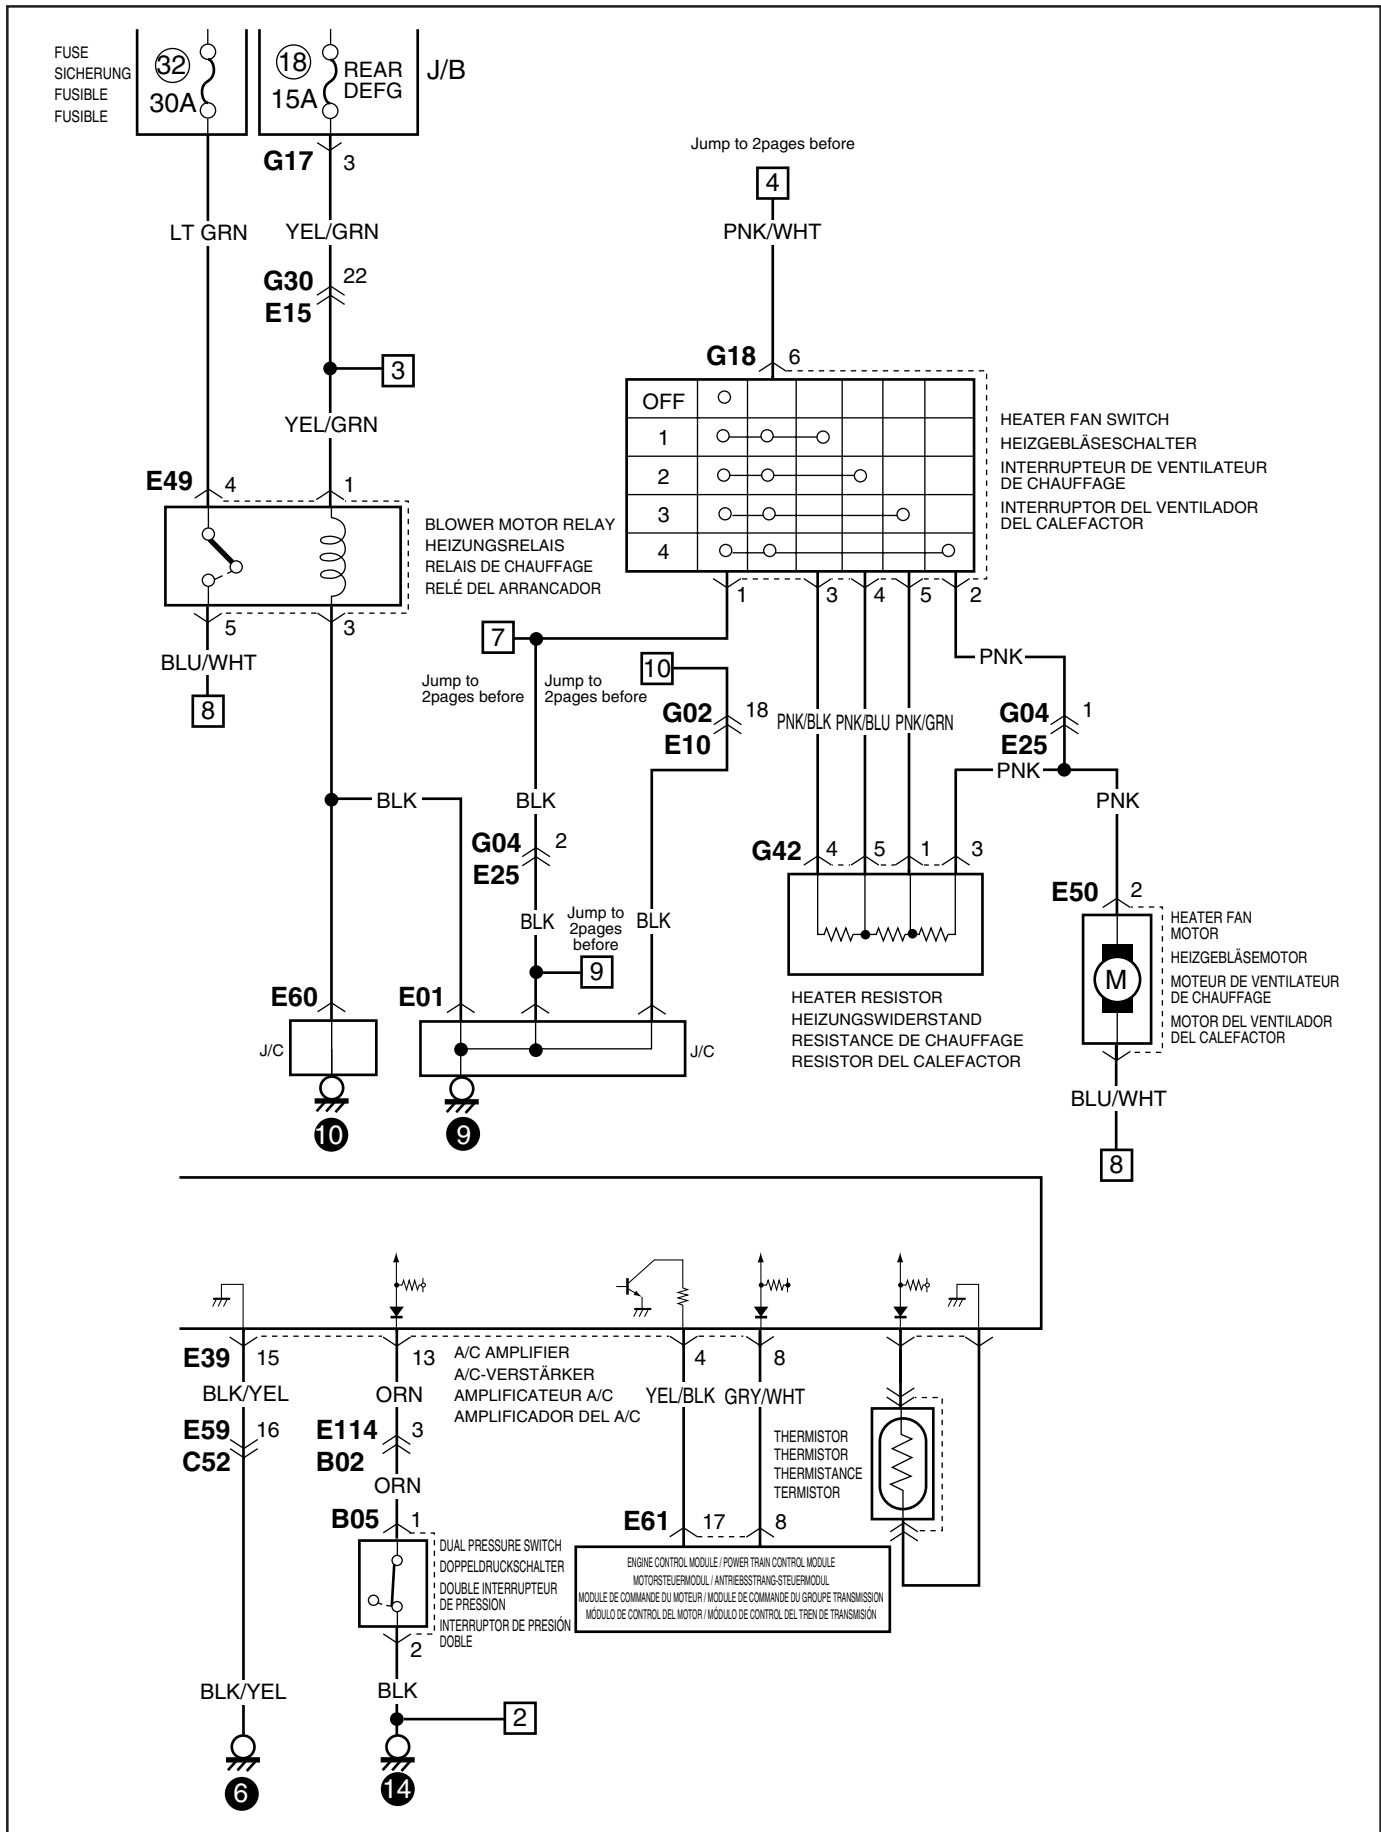 FUSE
SICHERUNG
FUSIBLE
FUSIBLE
32
30A
18
15A
REAR
DEFG
J/B
G17 3
LT GRN
YEL/GRN
G30 22
E15
3
YEL/GRN
E49 4 1
BLOWER MOTOR RELAY
HEIZUNGSRELAIS
RELAIS DE CHAUFFAGE
RELÉ DEL ARRANCADOR
5 3
BLU/WHT
8
Jump to 2pages before
4
PNK/WHT
G18 6
OFF
1
2
3
4
HEATER FAN SWITCH
HEIZGEBLÄSESCHALTER
INTERRUPTEUR DE VENTILATEUR
DE CHAUFFAGE
INTERRUPTOR DEL VENTILADOR
DEL CALEFACTOR
1 3 4 5 2
7
Jump to
2pages before
Jump to
2pages before
10
G02 18
E10
PNK/BLK PNK/BLU PNK/GRN
PNK
G04 1
E25
PNK
PNK
BLK
BLK
G04 2
E25
BLK
Jump to
2pages
before
9
BLK
G42 4 5 1 3
HEATER RESISTOR
HEIZUNGSWIDERSTAND
RESISTANCE DE CHAUFFAGE
RESISTOR DEL CALEFACTOR
E50 2
M
HEATER FAN
MOTOR
HEIZGEBLÄSEMOTOR
MOTEUR DE VENTILATEUR
DE CHAUFFAGE
MOTOR DEL VENTILADOR
DEL CALEFACTOR
BLU/WHT
8
E60
J/C
10
E01
J/C
9
E39 15 13 4 8
A/C AMPLIFIER
A/C-VERSTÄRKER
AMPLIFICATEUR A/C
AMPLIFICADOR DEL A/C
BLK/YEL
ORN
YEL/BLK
GRY/WHT
E59 16
C52
E114 3
B02
ORN
B05 1
DUAL PRESSURE SWITCH
DOPPELDRUCKSCHALTER
DOUBLE INTERRUPTEUR
DE PRESSION
INTERRUPTOR DE PRESIÓN
DOBLE
2
THERMISTOR
THERMISTOR
THERMISTANCE
TERMISTOR
E61 17 8
ENGINE CONTROL MODULE / POWER TRAIN CONTROL MODULE
MOTORSTEUERMODUL / ANTRIEBSSTRANG-STEUERMODUL
MODULE DE COMMANDE DU MOTEUR / MODULE DE COMMANDE DU GROUPE TRANSMISSION
MÓDULO DE CONTROL DEL MOTOR / MÓDULO DE CONTROL DEL TREN DE TRANSMISIÓN
BLK/YEL
BLK
2
6
14